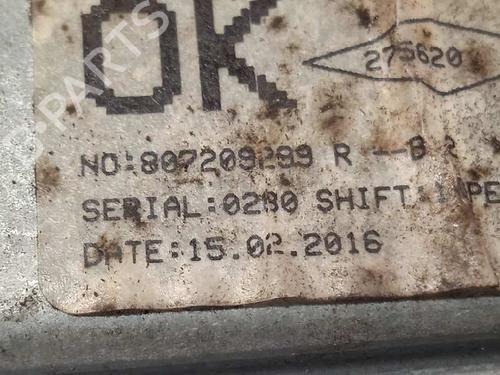 OK
275620
NO:807209299 R --B
SERIAL:0280 SHIFT:
DATE:15.02.2016